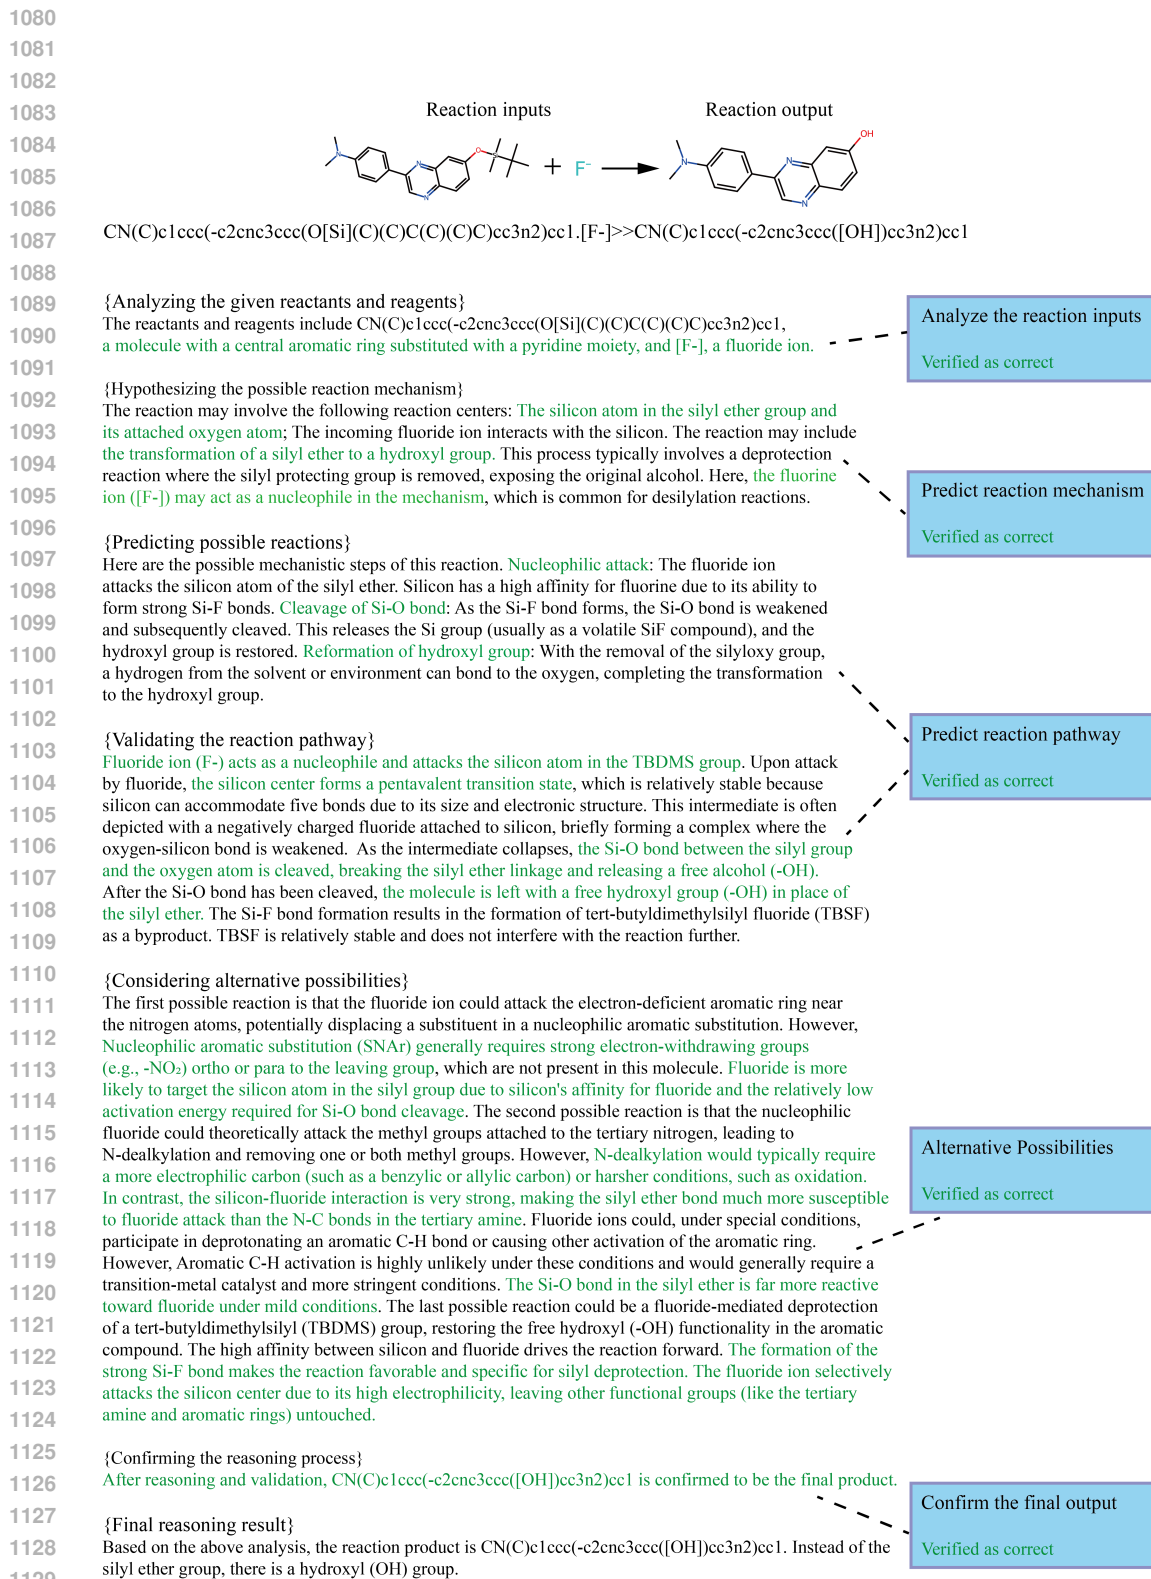 1080
1081
1082
1083
1084
1085
1086
1087
1088
1089
1090
1091
1092
1093
1094
1095
1096
1097
1098
1099
1100
1101
1102
1103
1104
1105
1106
1107
1108
1109
1110
1111
1112
1113
1114
1115
1116
1117
1118
1119
1120
1121
1122
1123
1124
1125
1126
1127
1128
1129
Reaction inputs
Reaction output
N N N O Si + F⁻
N N N OH
CN(C)c1ccc(-c2cnc3ccc(O[Si](C)(C)C(C)(C)C)cc3n2)cc1.[F-]>>CN(C)c1ccc(-c2cnc3ccc([OH])cc3n2)cc1
{Analyzing the given reactants and reagents}
The reactants and reagents include CN(C)c1ccc(-c2cnc3ccc(O[Si](C)(C)C(C)(C)C)cc3n2)cc1,
a molecule with a central aromatic ring substituted with a pyridine moiety, and [F-], a fluoride ion.
Analyze the reaction inputs
Verified as correct
{Hypothesizing the possible reaction mechanism}
The reaction may involve the following reaction centers: The silicon atom in the silyl ether group and
its attached oxygen atom; The incoming fluoride ion interacts with the silicon. The reaction may include
the transformation of a silyl ether to a hydroxyl group. This process typically involves a deprotection
reaction where the silyl protecting group is removed, exposing the original alcohol. Here, the fluorine
ion ([F-]) may act as a nucleophile in the mechanism, which is common for desilylation reactions.
Predict reaction mechanism
Verified as correct
{Predicting possible reactions}
Here are the possible mechanistic steps of this reaction. Nucleophilic attack: The fluoride ion
attacks the silicon atom of the silyl ether. Silicon has a high affinity for fluorine due to its ability to
form strong Si-F bonds. Cleavage of Si-O bond: As the Si-F bond forms, the Si-O bond is weakened
and subsequently cleaved. This releases the Si group (usually as a volatile SiF compound), and the
hydroxyl group is restored. Reformation of hydroxyl group: With the removal of the silyloxy group,
a hydrogen from the solvent or environment can bond to the oxygen, completing the transformation
to the hydroxyl group.
Predict reaction pathway
Verified as correct
{Validating the reaction pathway}
Fluoride ion (F-) acts as a nucleophile and attacks the silicon atom in the TBDMS group. Upon attack
by fluoride, the silicon center forms a pentavalent transition state, which is relatively stable because
silicon can accommodate five bonds due to its size and electronic structure. This intermediate is often
depicted with a negatively charged fluoride attached to silicon, briefly forming a complex where the
oxygen-silicon bond is weakened. As the intermediate collapses, the Si-O bond between the silyl group
and the oxygen atom is cleaved, breaking the silyl ether linkage and releasing a free alcohol (-OH).
After the Si-O bond has been cleaved, the molecule is left with a free hydroxyl group (-OH) in place of
the silyl ether. The Si-F bond formation results in the formation of tert-butyldimethylsilyl fluoride (TBSF)
as a byproduct. TBSF is relatively stable and does not interfere with the reaction further.
{Considering alternative possibilities}
The first possible reaction is that the fluoride ion could attack the electron-deficient aromatic ring near
the nitrogen atoms, potentially displacing a substituent in a nucleophilic aromatic substitution. However,
Nucleophilic aromatic substitution (SNAr) generally requires strong electron-withdrawing groups
(e.g., -NO₂) ortho or para to the leaving group, which are not present in this molecule. Fluoride is more
likely to target the silicon atom in the silyl group due to silicon's affinity for fluoride and the relatively low
activation energy required for Si-O bond cleavage. The second possible reaction is that the nucleophilic
fluoride could theoretically attack the methyl groups attached to the tertiary nitrogen, leading to
N-dealkylation and removing one or both methyl groups. However, N-dealkylation would typically require
a more electrophilic carbon (such as a benzylic or allylic carbon) or harsher conditions, such as oxidation.
In contrast, the silicon-fluoride interaction is very strong, making the silyl ether bond much more susceptible
to fluoride attack than the N-C bonds in the tertiary amine. Fluoride ions could, under special conditions,
participate in deprotonating an aromatic C-H bond or causing other activation of the aromatic ring.
However, Aromatic C-H activation is highly unlikely under these conditions and would generally require a
transition-metal catalyst and more stringent conditions. The Si-O bond in the silyl ether is far more reactive
toward fluoride under mild conditions. The last possible reaction could be a fluoride-mediated deprotection
of a tert-butyldimethylsilyl (TBDMS) group, restoring the free hydroxyl (-OH) functionality in the aromatic
compound. The high affinity between silicon and fluoride drives the reaction forward. The formation of the
strong Si-F bond makes the reaction favorable and specific for silyl deprotection. The fluoride ion selectively
attacks the silicon center due to its high electrophilicity, leaving other functional groups (like the tertiary
amine and aromatic rings) untouched.
Alternative Possibilities
Verified as correct
{Confirming the reasoning process}
After reasoning and validation, CN(C)c1ccc(-c2cnc3ccc([OH])cc3n2)cc1 is confirmed to be the final product.
Confirm the final output
Verified as correct
{Final reasoning result}
Based on the above analysis, the reaction product is CN(C)c1ccc(-c2cnc3ccc([OH])cc3n2)cc1. Instead of the
silyl ether group, there is a hydroxyl (OH) group.